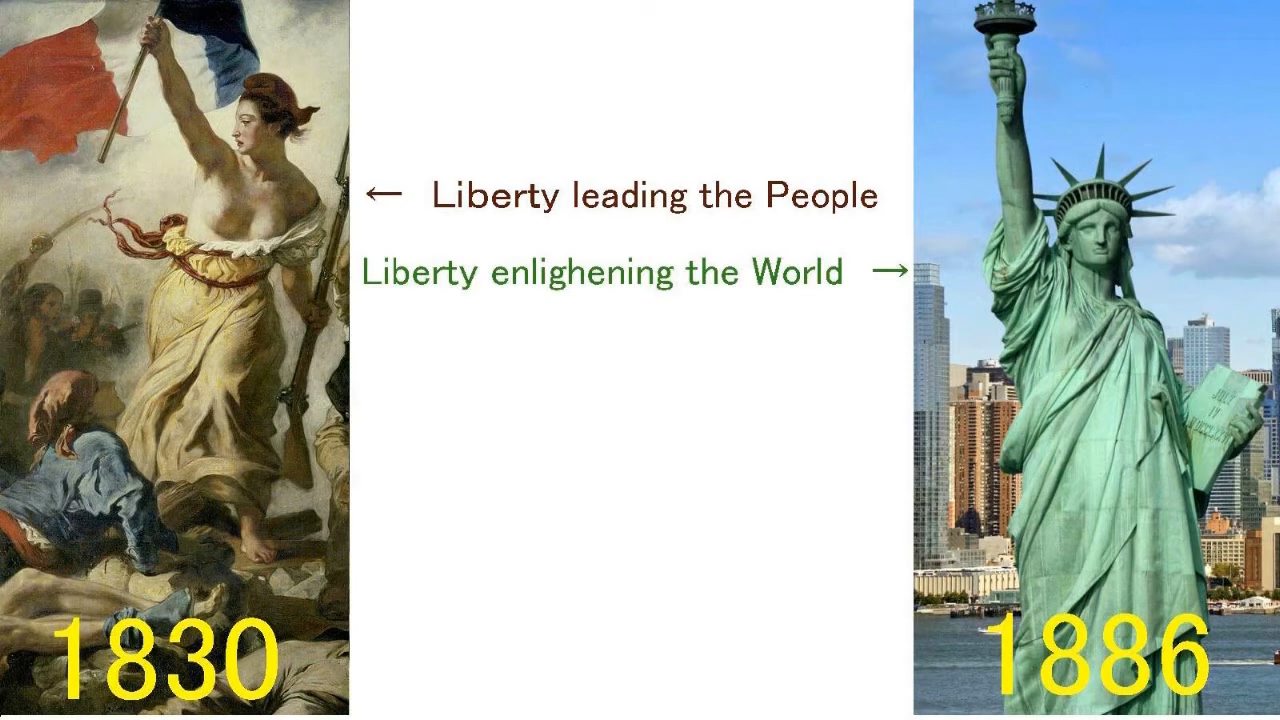 ← Liberty leading the People
Liberty enlighening the World →
1830
1886